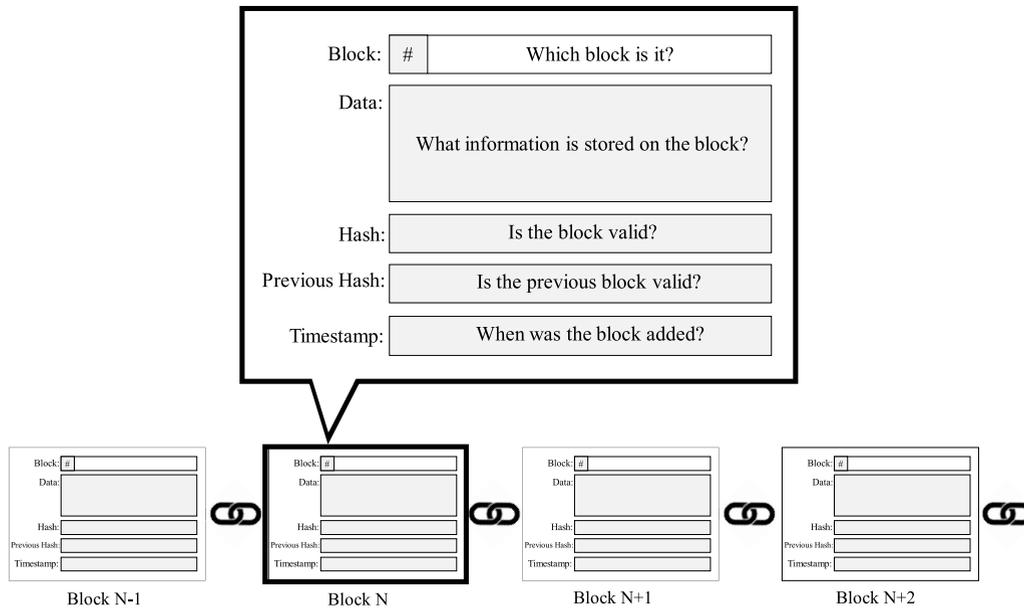 Block: # Which block is it?
Data: What information is stored on the block?
Hash: Is the block valid?
Previous Hash: Is the previous block valid?
Timestamp: When was the block added?
Block: # Block: # Block: # Block: #
Data: Data: Data: Data:
Hash: Hash: Hash: Hash:
Previous Hash: Previous Hash: Previous Hash: Previous Hash:
Timestamp: Timestamp: Timestamp: Timestamp:
Block N-1 Block N Block N+1 Block N+2